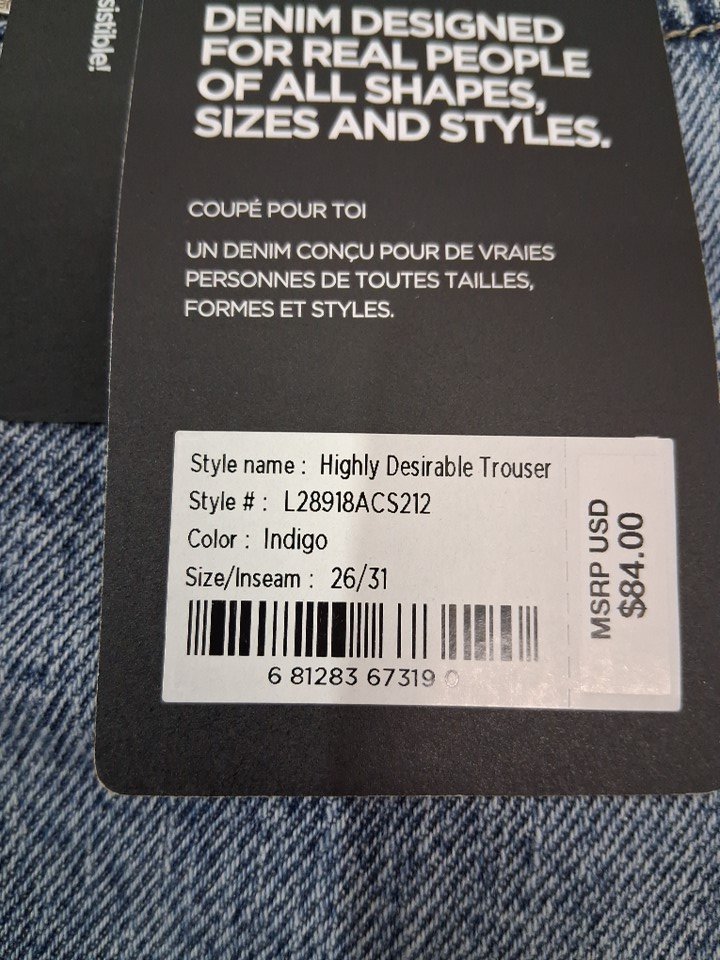 sistible!
DENIM DESIGNED
FOR REAL PEOPLE
OF ALL SHAPES,
SIZES AND STYLES.
COUPÉ POUR TOI
UN DENIM CONÇU POUR DE VRAIES
PERSONNES DE TOUTES TAILLES,
FORMES ET STYLES.
Style name : Highly Desirable Trouser
Style # : L28918ACS212
Color : Indigo
Size/Inseam : 26/31
6 81283 67319 0
MSRP USD
$84.00